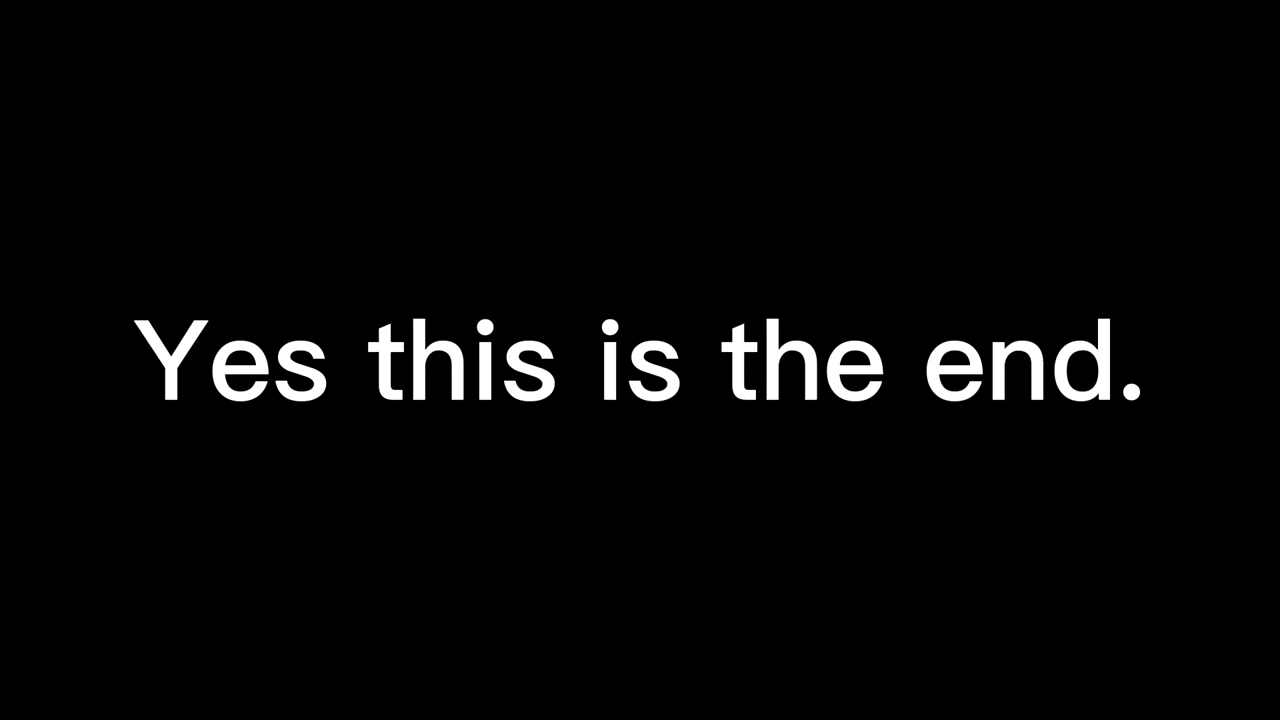 Yes this is the end.